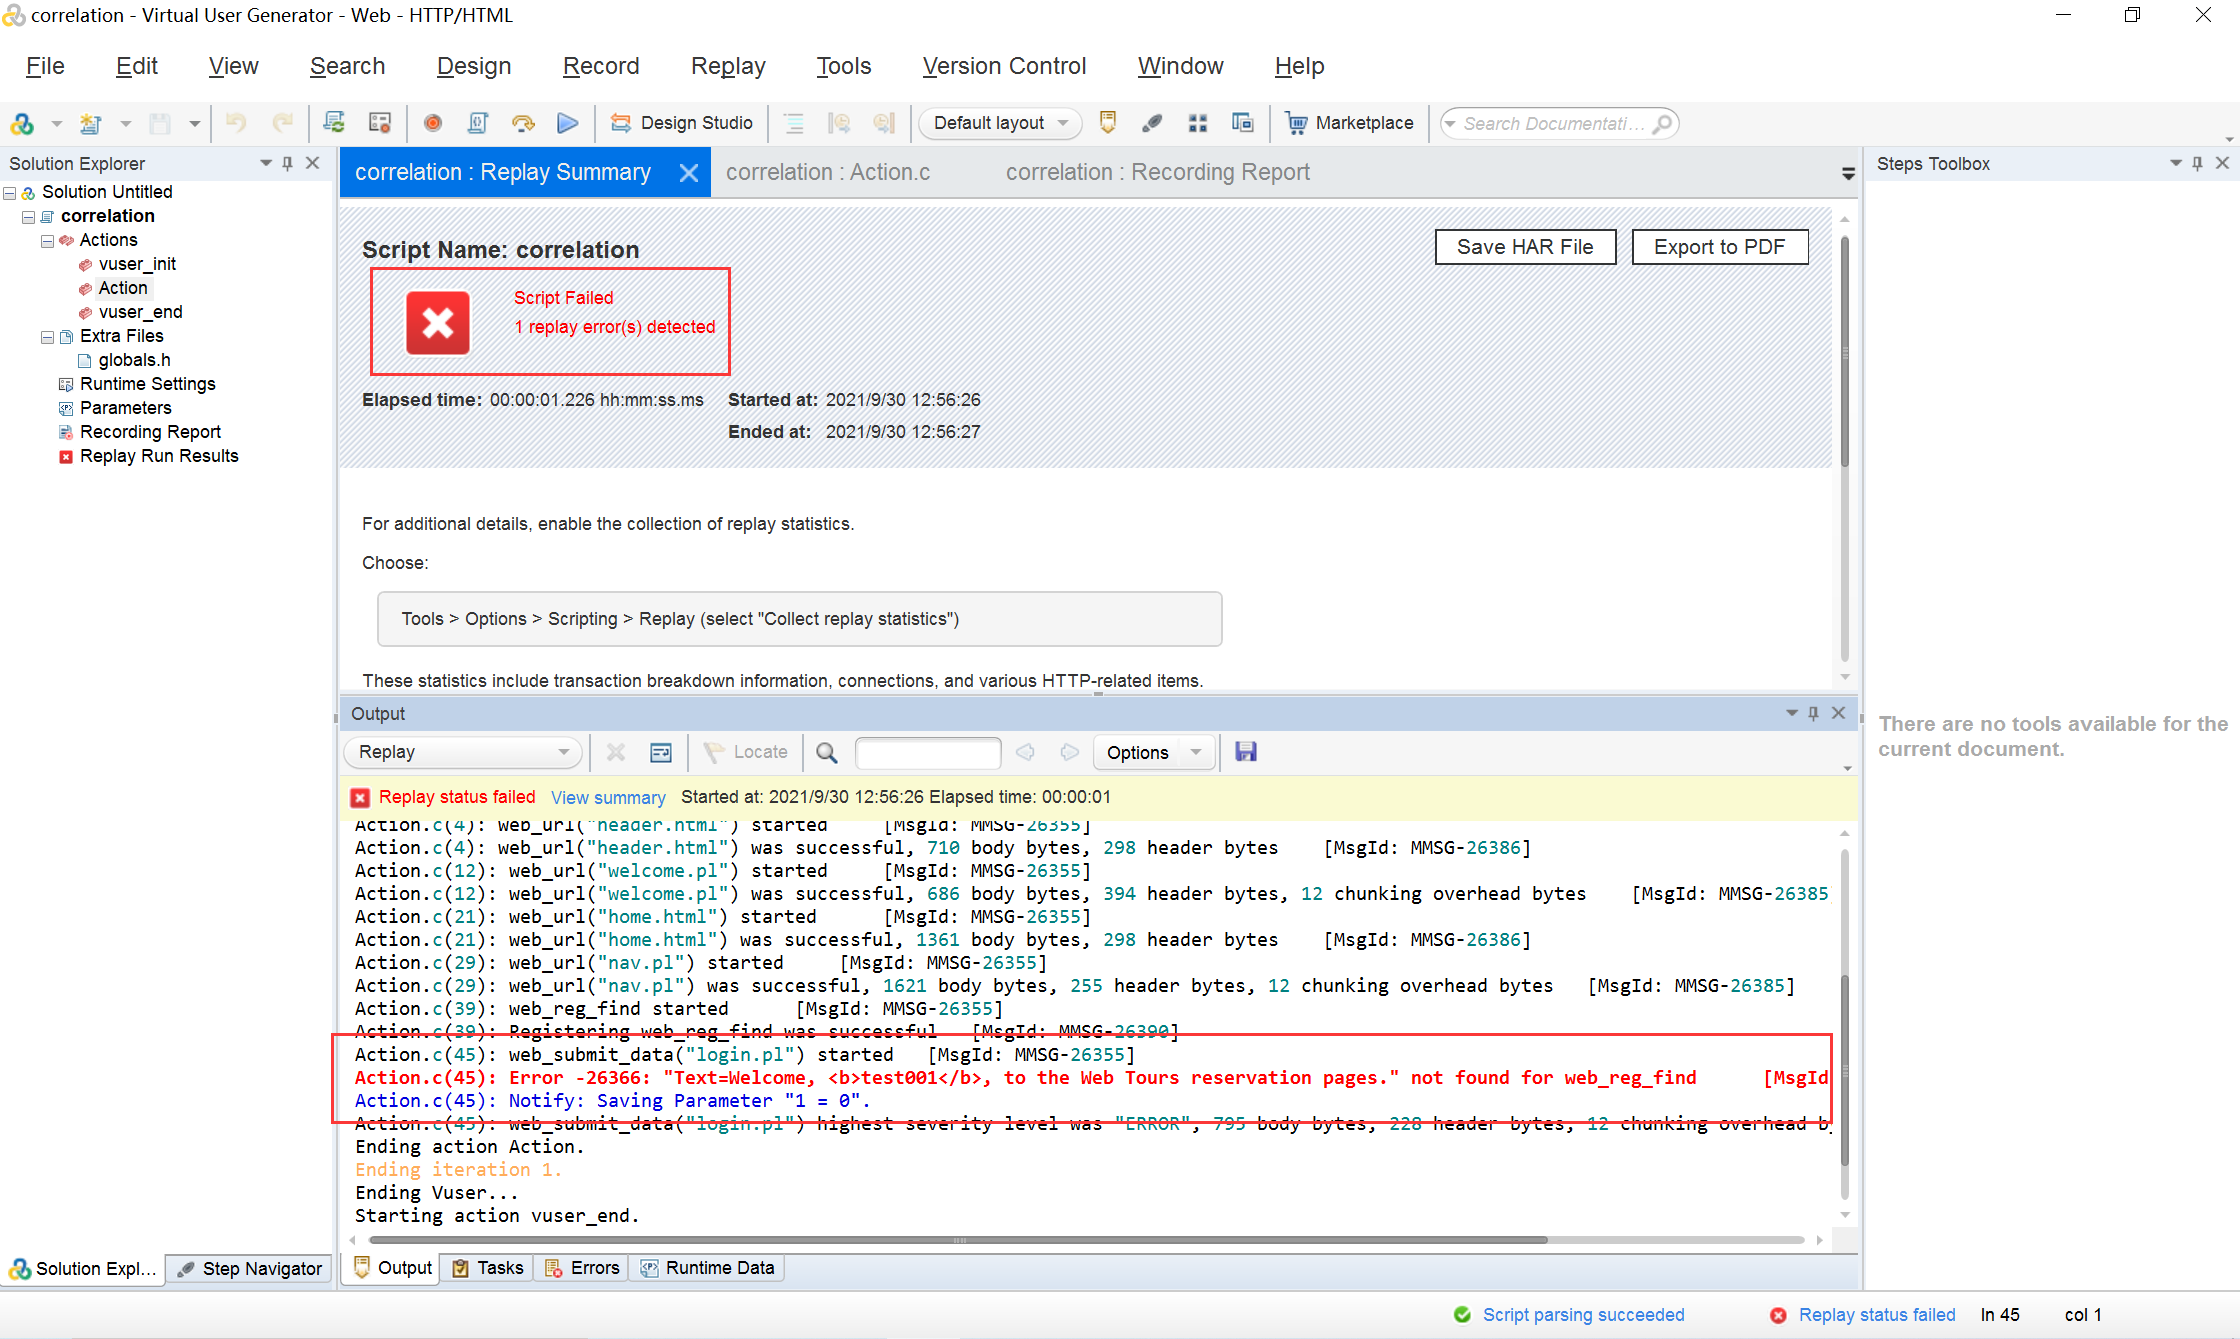 correlation - Virtual User Generator - Web - HTTP/HTML
File Edit View Search Design Record Replay Tools Version Control Window Help
Design Studio Default layout Marketplace Search Documentati...
Solution Explorer
Solution Untitled
correlation
Actions
vuser_init
Action
vuser_end
Extra Files
globals.h
Runtime Settings
Parameters
Recording Report
Replay Run Results
Solution Expl... Step Navigator
correlation : Replay Summary correlation : Action.c correlation : Recording Report
Script Name: correlation
Save HAR File Export to PDF
Script Failed
1 replay error(s) detected
Elapsed time: 00:00:01.226 hh:mm:ss.ms Started at: 2021/9/30 12:56:26
Ended at: 2021/9/30 12:56:27
For additional details, enable the collection of replay statistics.
Choose:
Tools > Options > Scripting > Replay (select "Collect replay statistics")
These statistics include transaction breakdown information, connections, and various HTTP-related items.
Output
Replay Locate Options
Replay status failed View summary Started at: 2021/9/30 12:56:26 Elapsed time: 00:00:01
Action.c(4): web_url("header.html") started [MsgId: MMSG-26355]
Action.c(4): web_url("header.html") was successful, 710 body bytes, 298 header bytes [MsgId: MMSG-26386]
Action.c(12): web_url("welcome.pl") started [MsgId: MMSG-26355]
Action.c(12): web_url("welcome.pl") was successful, 686 body bytes, 394 header bytes, 12 chunking overhead bytes [MsgId: MMSG-26385
Action.c(21): web_url("home.html") started [MsgId: MMSG-26355]
Action.c(21): web_url("home.html") was successful, 1361 body bytes, 298 header bytes [MsgId: MMSG-26386]
Action.c(29): web_url("nav.pl") started [MsgId: MMSG-26355]
Action.c(29): web_url("nav.pl") was successful, 1621 body bytes, 255 header bytes, 12 chunking overhead bytes [MsgId: MMSG-26385]
Action.c(39): web_reg_find started [MsgId: MMSG-26355]
Action.c(39): Registering web_reg_find was successful [MsgId: MMSG-26390]
Action.c(45): web_submit_data("login.pl") started [MsgId: MMSG-26355]
Action.c(45): Error -26366: "Text=Welcome, <b>test001</b>, to the Web Tours reservation pages." not found for web_reg_find [MsgId
Action.c(45): Notify: Saving Parameter "1 = 0".
Action.c(45): web_submit_data("login.pl") highest severity level was "ERROR", 795 body bytes, 228 header bytes, 12 chunking overhead b
Ending action Action.
Ending iteration 1.
Ending Vuser...
Starting action vuser_end.
Output Tasks Errors Runtime Data
Steps Toolbox
There are no tools available for the
current document.
Script parsing succeeded Replay status failed ln 45 col 1